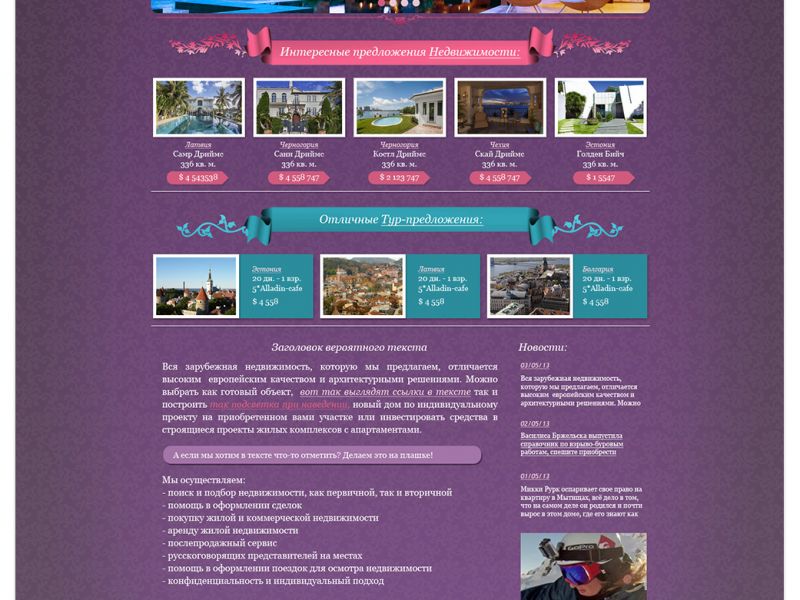 Интересные предложения Недвижимости:
Латвия
Самр Дриймс
336 кв. м.
$ 4 543538
Черногория
Санн Дриймс
336 кв. м.
$ 4 558 747
Черногория
Костл Дриймс
336 кв. м.
$ 2 123 747
Чехия
Скай Дриймс
336 кв. м.
$ 4 558 747
Эстония
Голден Бийч
336 кв. м.
$ 1 5547
Отличные Тур-предложения:
Эстония
20 дн. - 1 взр.
5*Alladin-cafe
$ 4 558
Латвия
20 дн. - 1 взр.
5*Alladin-cafe
$ 4 558
Болгария
20 дн. - 1 взр.
5*Alladin-cafe
$ 4 558
Заголовок вероятного текста
Вся зарубежная недвижимость, которую мы предлагаем, отличается
высоким европейским качеством и архитектурными решениями. Можно
выбрать как готовый объект, вот так выглядят ссылки в тексте так и
построить так подсветка при наведении, новый дом по индивидуальному
проекту на приобретенном вами участке или инвестировать средства в
строящиеся проекты жилых комплексов с апартаментами.
А если мы хотим в тексте что-то отметить? Делаем это на плашке!
Мы осуществляем:
- поиск и подбор недвижимости, как первичной, так и вторичной
- помощь в оформлении сделок
- покупку жилой и коммерческой недвижимости
- аренду жилой недвижимости
- послепродажный сервис
- русскоговорящих представителей на местах
- помощь в оформлении поездок для осмотра недвижимости
- конфиденциальность и индивидуальный подход
Новости:
03/05/13
Вся зарубежная недвижимость,
которую мы предлагаем, отличается
высоким европейским качеством и
архитектурными решениями. Можно
02/05/13
Василиса Бржельска выпустила
справочник по взрыво-буровым
работам, спешите приобрести
01/05/13
Микки Рурк оспаривает свое право на
квартиру в Мытищах, всё дело в том,
что на самом деле он родился и почти
вырос в этом доме, где его знают как
GoPro